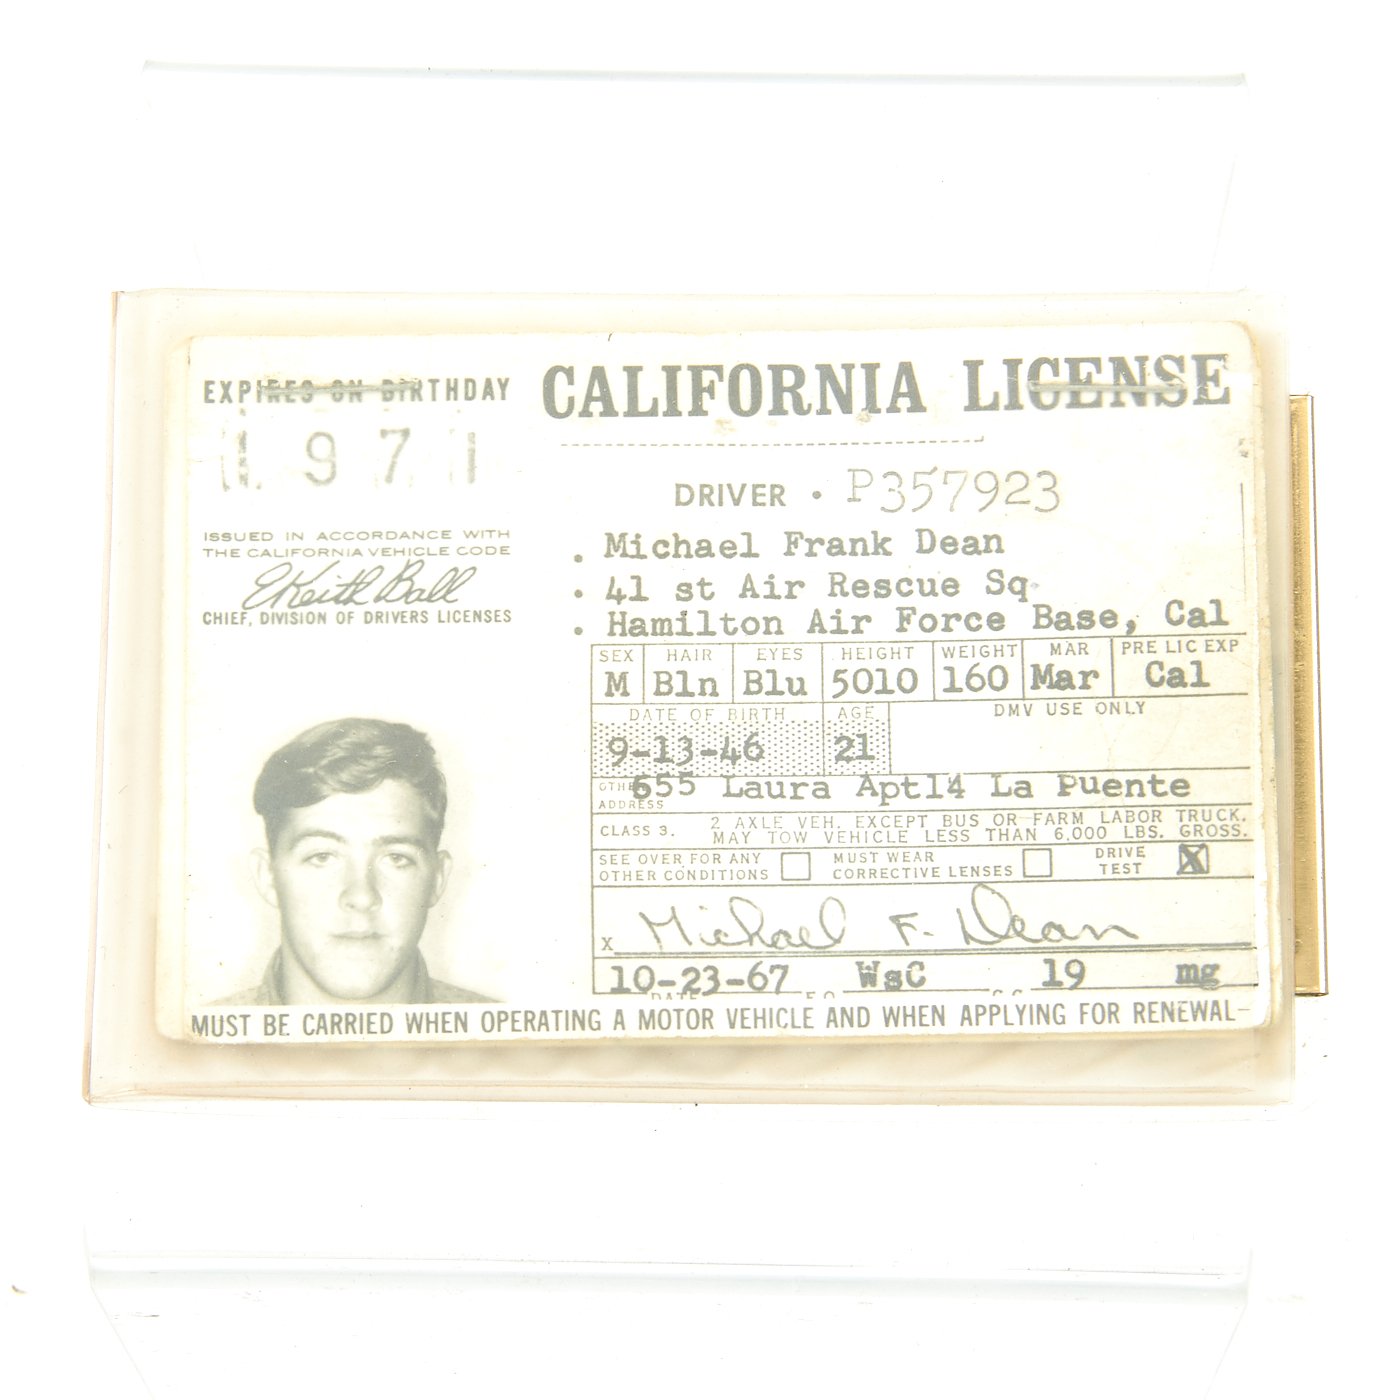 EXPIRES ON BIRTHDAY
1971
ISSUED IN ACCORDANCE WITH
THE CALIFORNIA VEHICLE CODE
E Keith Ball
CHIEF, DIVISION OF DRIVERS LICENSES
CALIFORNIA LICENSE
DRIVER • P357923
• Michael Frank Dean
• 41 st Air Rescue Sq
• Hamilton Air Force Base, Cal
SEX HAIR EYES HEIGHT WEIGHT MAR PRE LIC EXP
M Bln Blu 5010 160 Mar Cal
DATE OF BIRTH AGE DMV USE ONLY
9-13-46 21
OTHER ADDRESS 655 Laura Apt14 La Puente
CLASS 3. 2 AXLE VEH. EXCEPT BUS OR FARM LABOR TRUCK.
MAY TOW VEHICLE LESS THAN 6,000 LBS. GROSS.
SEE OVER FOR ANY MUST WEAR DRIVE
OTHER CONDITIONS CORRECTIVE LENSES TEST X
X Michael F. Dean
10-23-67 WsC 19 mg
DATE F.O.
MUST BE CARRIED WHEN OPERATING A MOTOR VEHICLE AND WHEN APPLYING FOR RENEWAL-